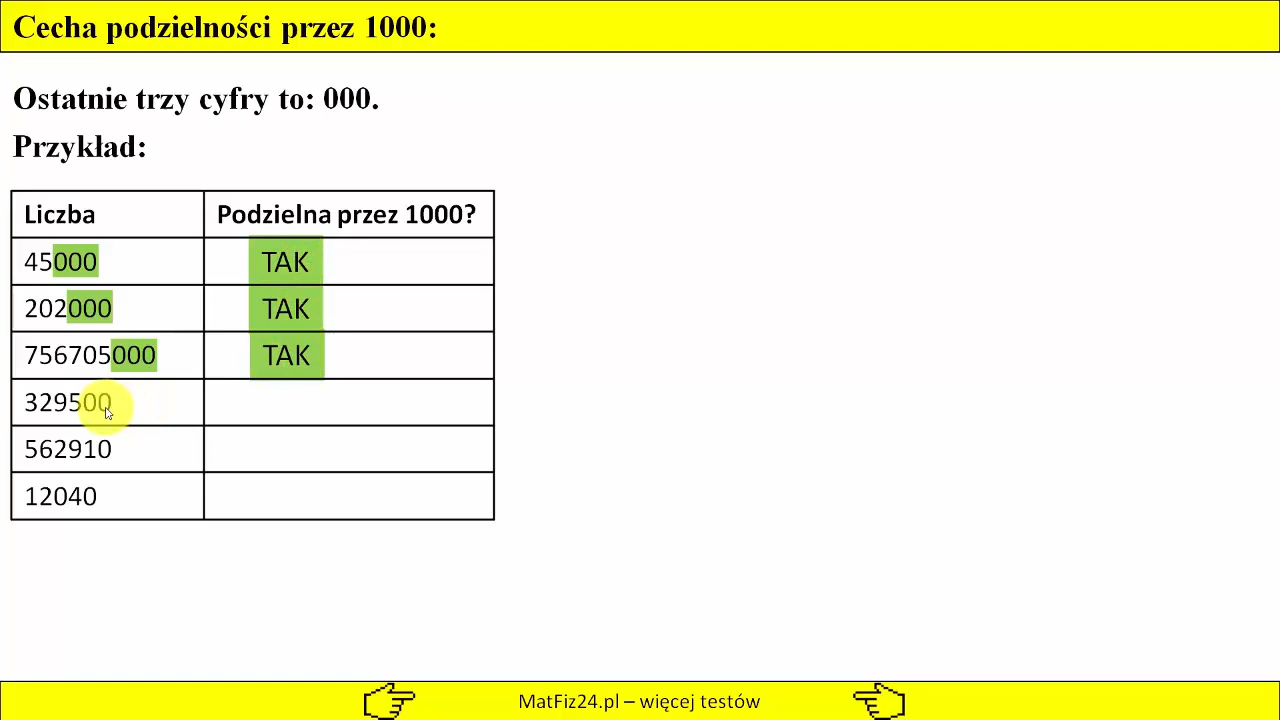 Cecha podzielności przez 1000:
Ostatnie trzy cyfry to: 000.
Przykład:
Liczba Podzielna przez 1000?
45000 TAK
202000 TAK
756705000 TAK
329500
562910
12040
MatFiz24.pl – więcej testów